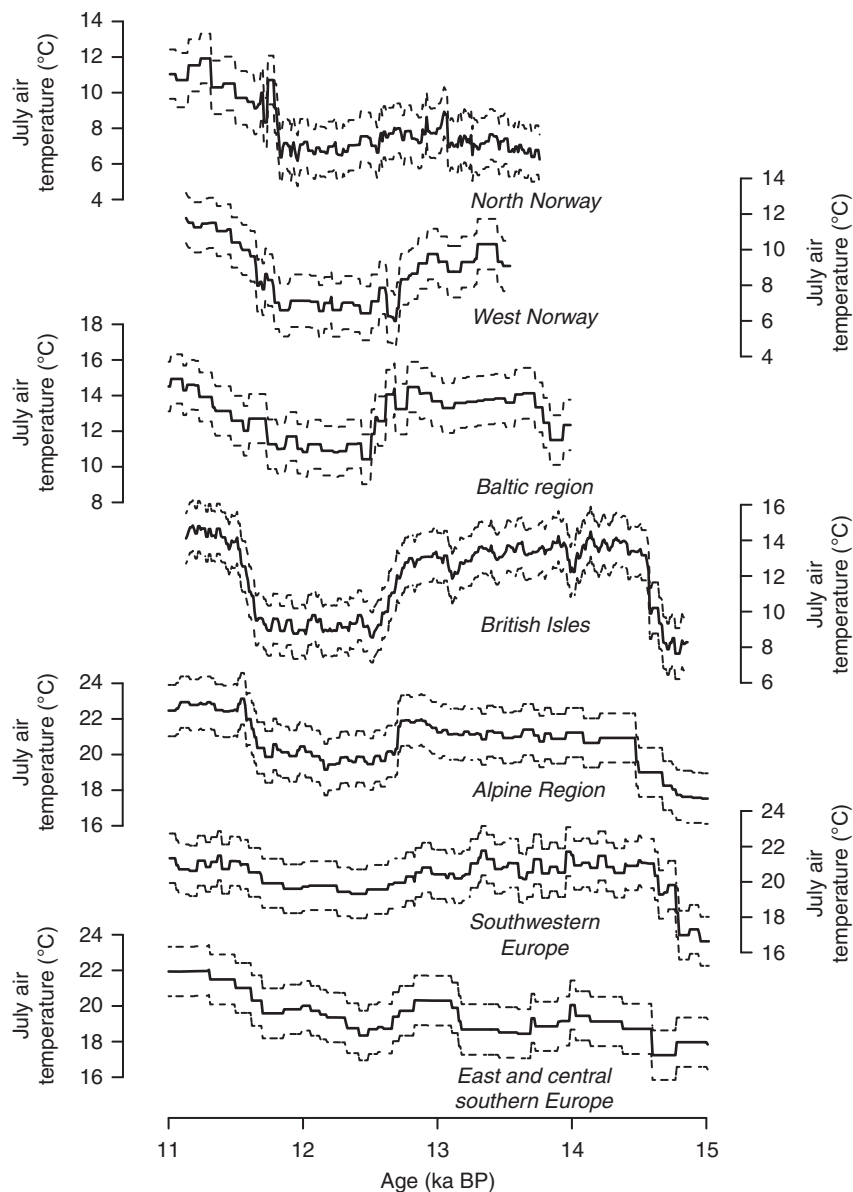 July air
temperature (°C)
14
12
10
8
6
4
North Norway
14
12
10
8
6
4
July air
temperature (°C)
West Norway
July air
temperature (°C)
18
16
14
12
10
8
Baltic region
16
14
12
10
8
6
July air
temperature (°C)
British Isles
July air
temperature (°C)
24
22
20
18
16
Alpine Region
24
22
20
18
16
July air
temperature (°C)
Southwestern
Europe
July air
temperature (°C)
24
22
20
18
16
East and central
southern Europe
11
12
13
14
15
Age (ka BP)